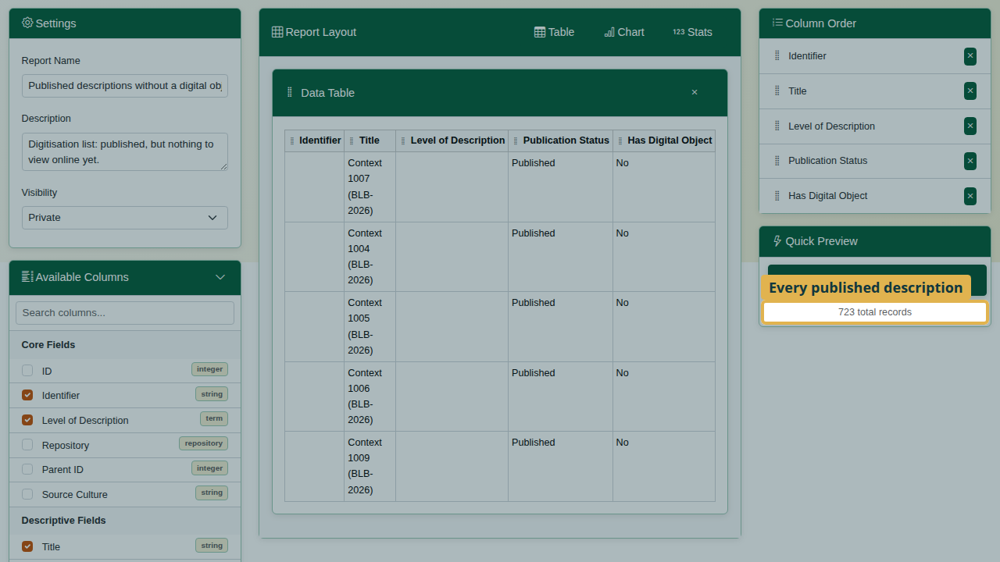 Settings
Report Name
Published descriptions without a digital obj
Description
Digitisation list: published, but nothing to
view online yet.
Visibility
Private
Available Columns
Search columns...
Core Fields
ID integer
Identifier string
Level of Description term
Repository repository
Parent ID integer
Source Culture string
Descriptive Fields
Title string
Report Layout
Table
Chart
123 Stats
Data Table
×
Identifier Title Level of Description Publication Status Has Digital Object
Context
1007
(BLB-
2026)
Published
No
Context
1004
(BLB-
2026)
Published
No
Context
1005
(BLB-
2026)
Published
No
Context
1006
(BLB-
2026)
Published
No
Context
1009
(BLB-
2026)
Published
No
Column Order
Identifier
Title
Level of Description
Publication Status
Has Digital Object
Quick Preview
Every published description
723 total records